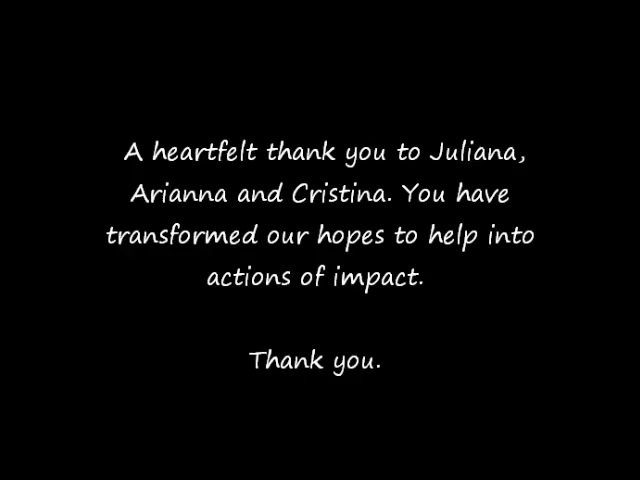 A heartfelt thank you to Juliana,
Arianna and Cristina. You have
transformed our hopes to help into
actions of impact.
Thank you.